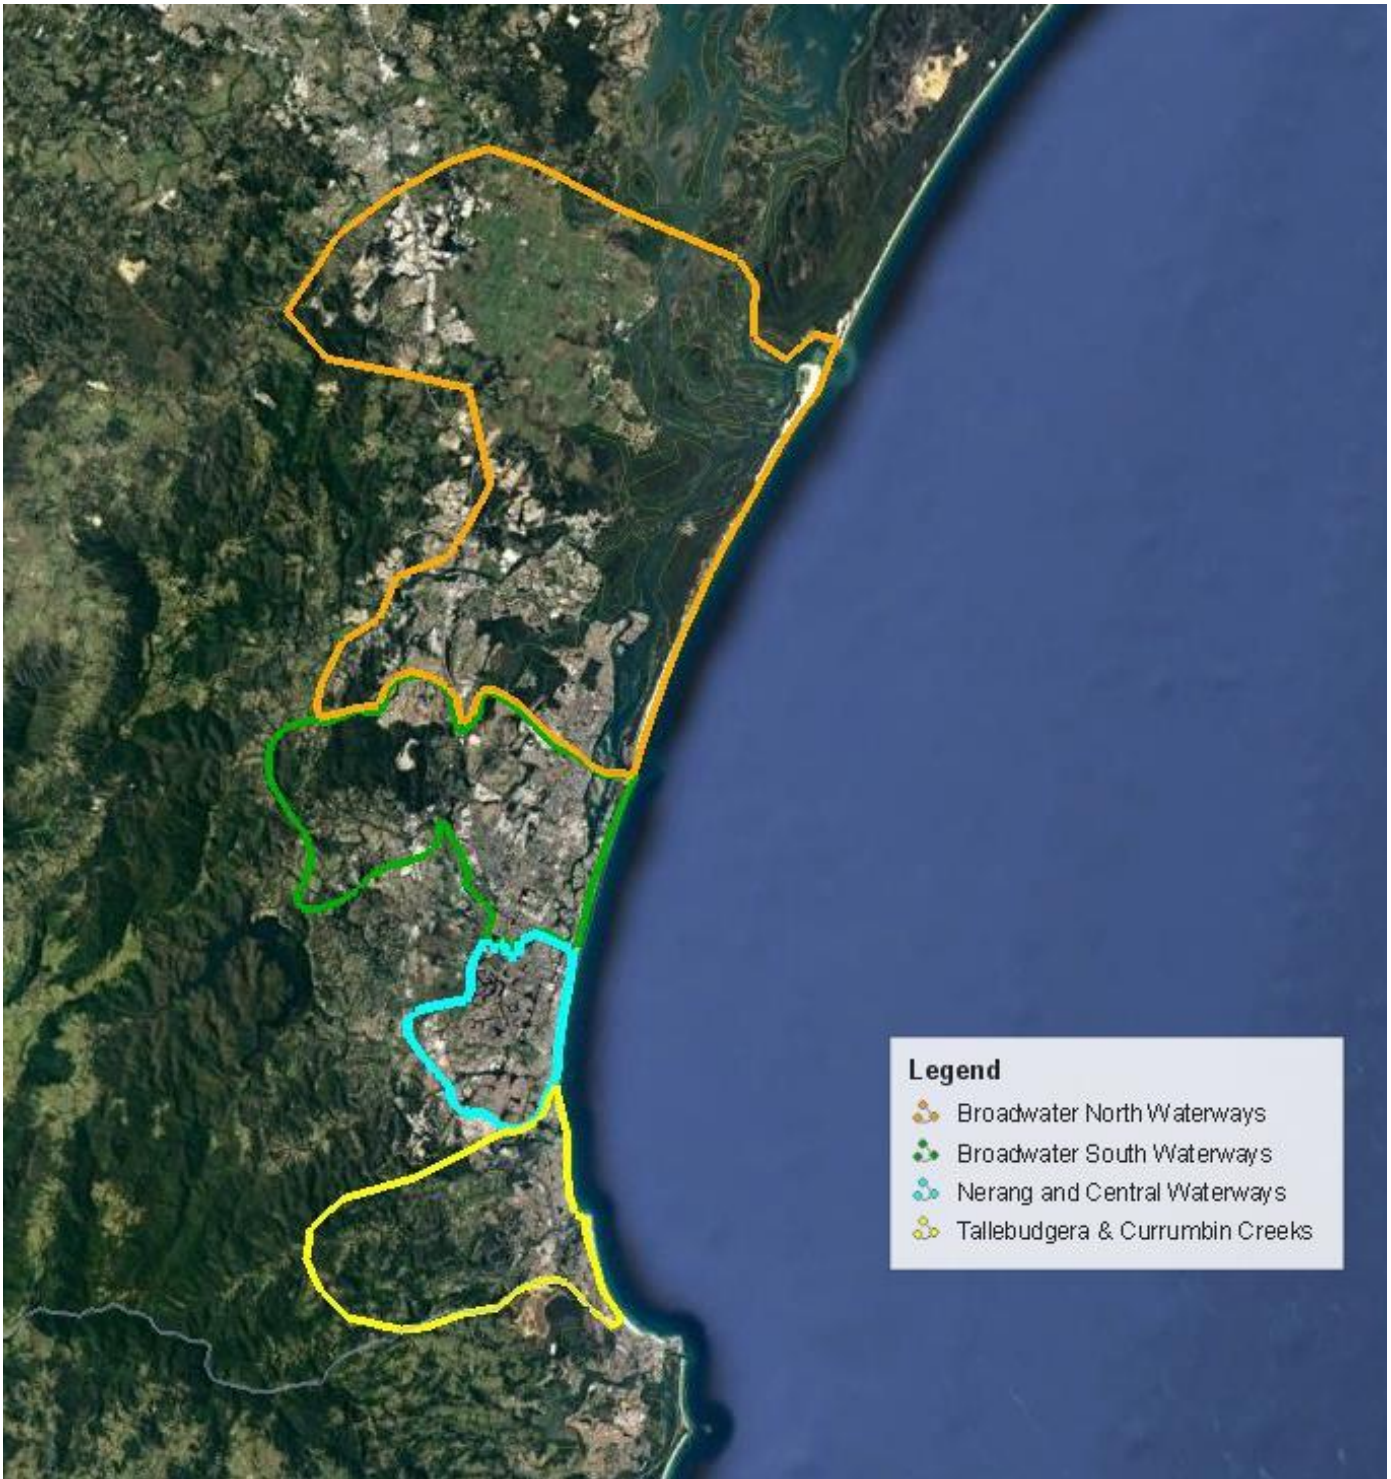 Legend
Broadwater North Waterways
Broadwater South Waterways
Nerang and Central Waterways
Tallebudgera & Currumbin Creeks